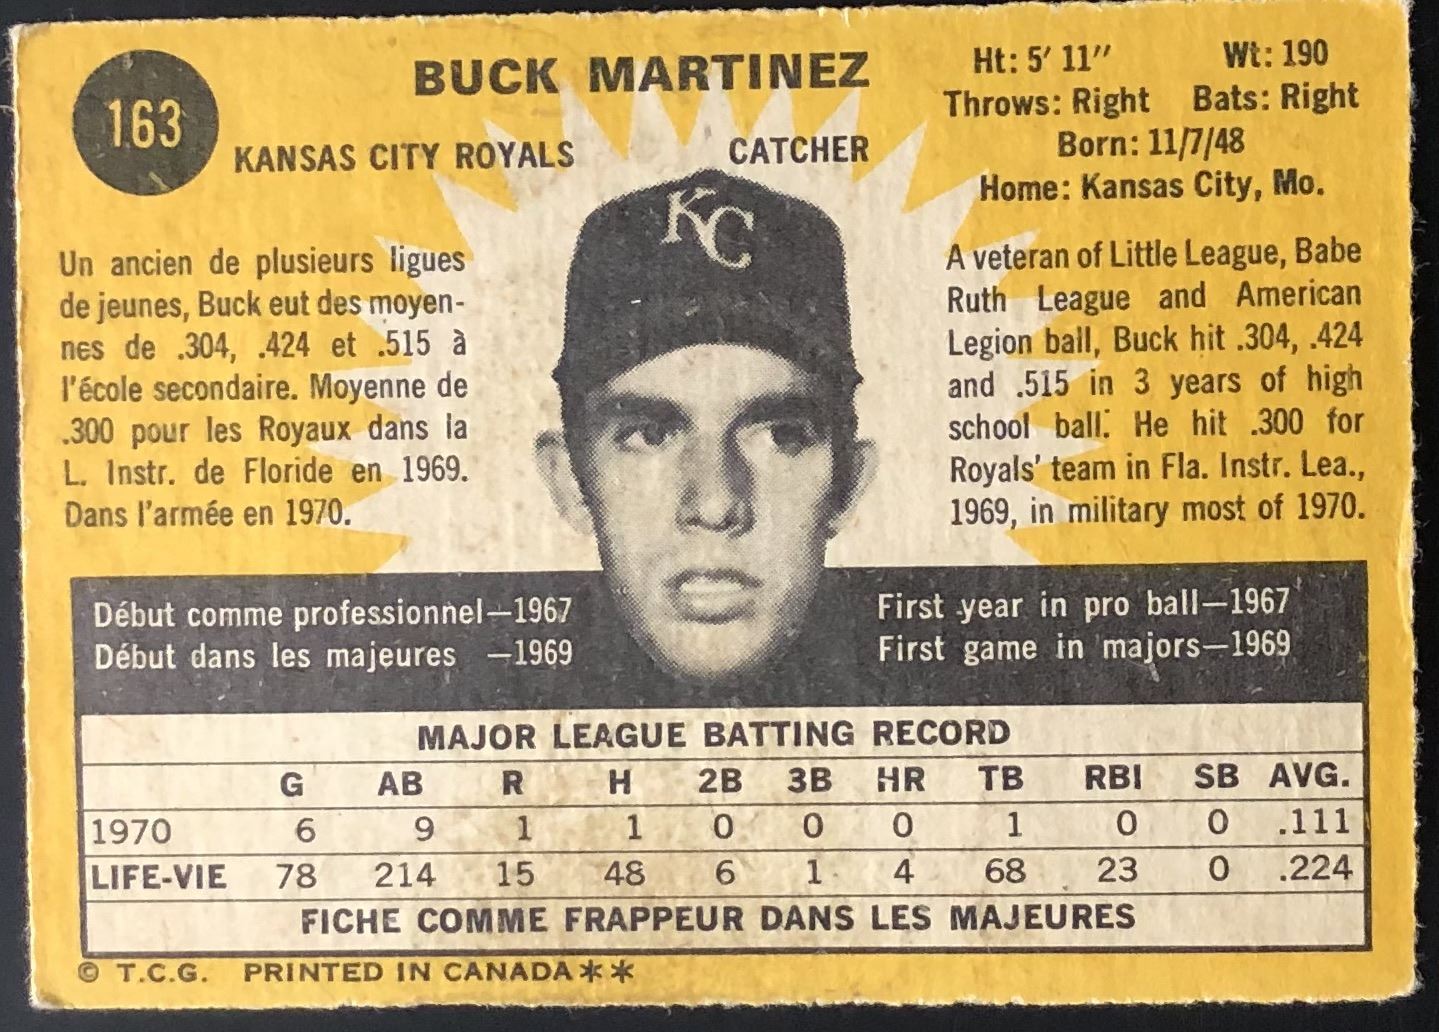 163
BUCK MARTINEZ
KANSAS CITY ROYALS CATCHER
Ht: 5' 11" Wt: 190
Throws: Right Bats: Right
Born: 11/7/48
Home: Kansas City, Mo.
KC
Un ancien de plusieurs ligues
de jeunes, Buck eut des moyen-
nes de .304, .424 et .515 à
l'école secondaire. Moyenne de
.300 pour les Royaux dans la
L. Instr. de Floride en 1969.
Dans l'armée en 1970.
A veteran of Little League, Babe
Ruth League and American
Legion ball, Buck hit .304, .424
and .515 in 3 years of high
school ball. He hit .300 for
Royals' team in Fla. Instr. Lea.,
1969, in military most of 1970.
Début comme professionnel—1967
Début dans les majeures —1969
First year in pro ball—1967
First game in majors—1969
MAJOR LEAGUE BATTING RECORD
G AB R H 2B 3B HR TB RBI SB AVG.
1970 6 9 1 1 0 0 0 1 0 0 .111
LIFE-VIE 78 214 15 48 6 1 4 68 23 0 .224
FICHE COMME FRAPPEUR DANS LES MAJEURES
© T.C.G. PRINTED IN CANADA**